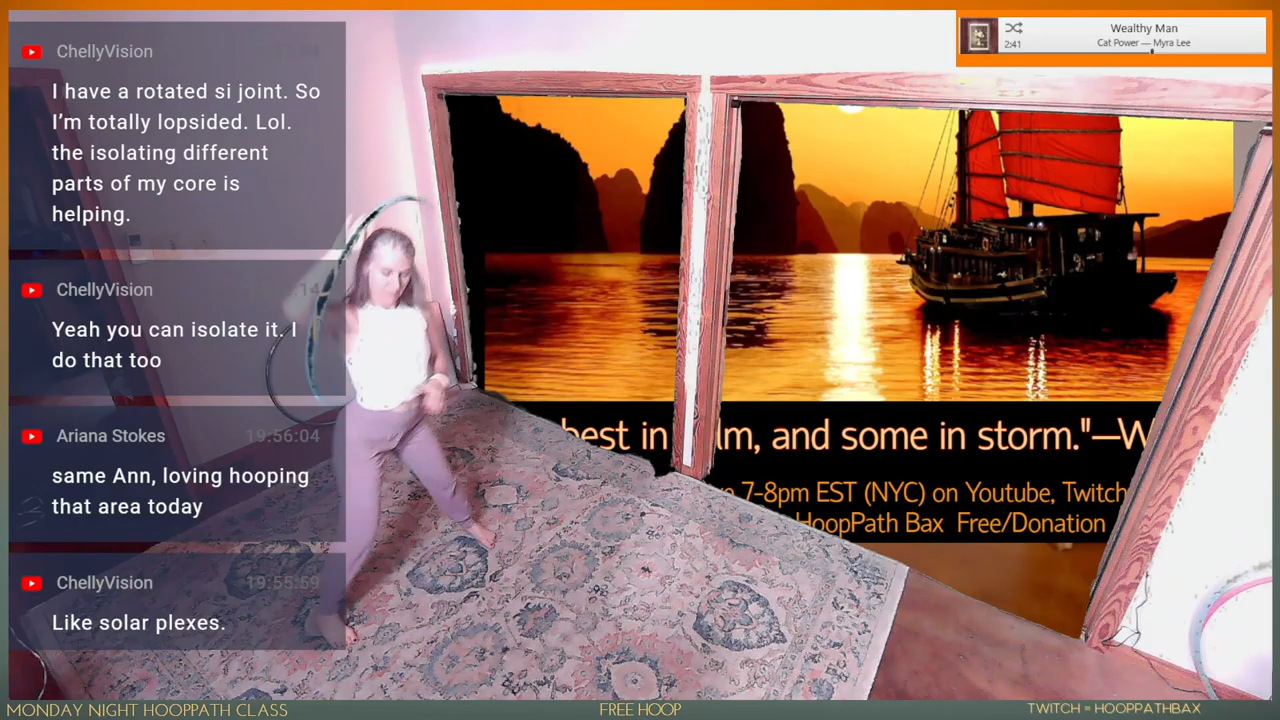 ChellyVision
I have a rotated si joint. So
I'm totally lopsided. Lol.
the isolating different
parts of my core is
helping.
ChellyVision
Yeah you can isolate it. I
do that too
Ariana Stokes 19:56:04
same Ann, loving hooping
that area today
ChellyVision 19:55:59
Like solar plexes.
Wealthy Man
2:41 Cat Power — Myra Lee
best in
lm, and some in storm."—W
7-8pm EST (NYC) on Youtube, Twitch
HoopPath Bax Free/Donation
MONDAY NIGHT HOOPPATH CLASS
FREE HOOP
TWITCH = HOOPPATHBAX